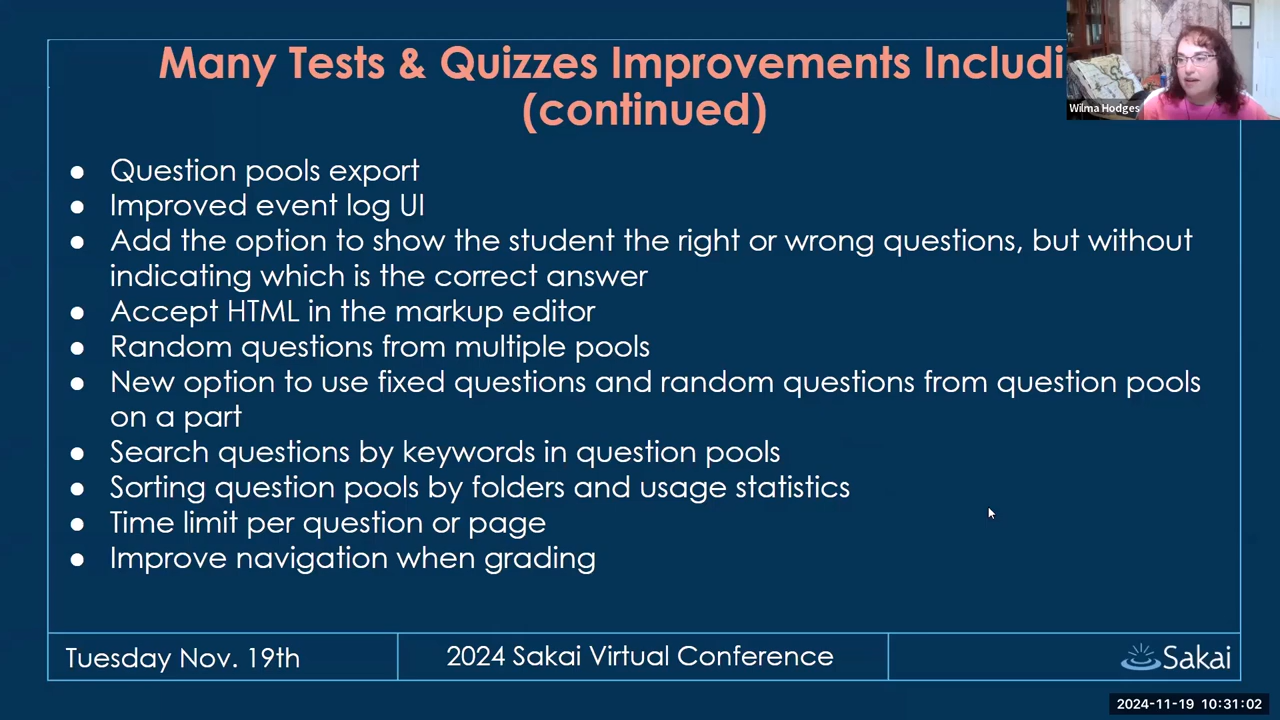 Many Tests & Quizzes Improvements Includi
(continued)
Wilma Hodges
● Question pools export
● Improved event log UI
● Add the option to show the student the right or wrong questions, but without
indicating which is the correct answer
● Accept HTML in the markup editor
● Random questions from multiple pools
● New option to use fixed questions and random questions from question pools
on a part
● Search questions by keywords in question pools
● Sorting question pools by folders and usage statistics
● Time limit per question or page
● Improve navigation when grading
Tuesday Nov. 19th
2024 Sakai Virtual Conference
Sakai
2024-11-19 10:31:02